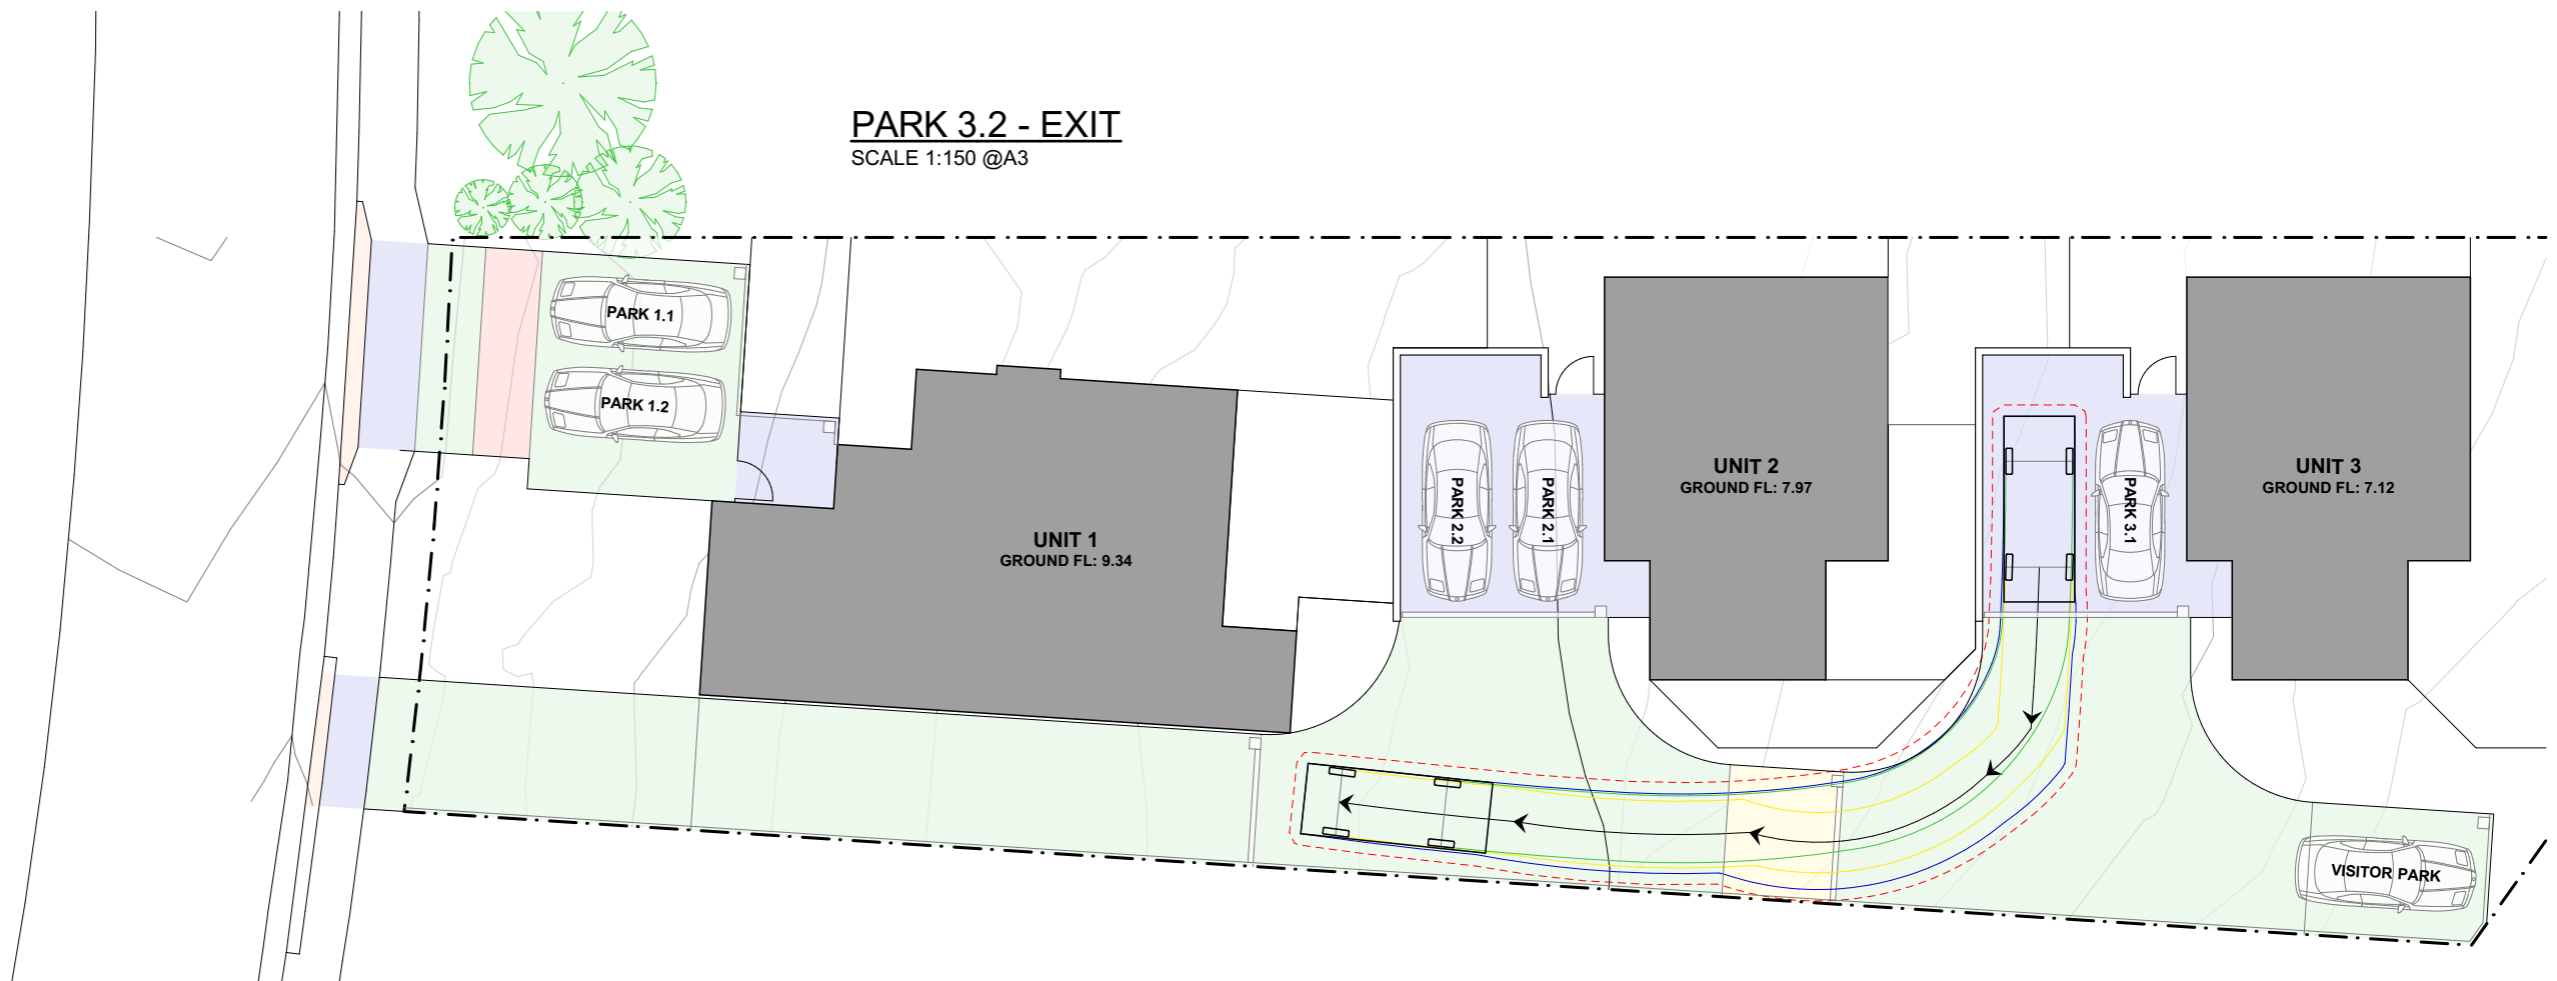 PARK 3.2 - EXIT
SCALE 1:150 @A3
PARK 1.1
PARK 1.2
UNIT 1
GROUND FL: 9.34
PARK 2.2
PARK 2.1
UNIT 2
GROUND FL: 7.97
PARK 3.1
UNIT 3
GROUND FL: 7.12
VISITOR PARK